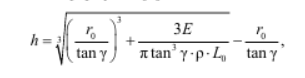 h = ∛((r₀ / tan γ)³ + 3E / (π tan³ γ · ρ · L₀)) − r₀ / tan γ,